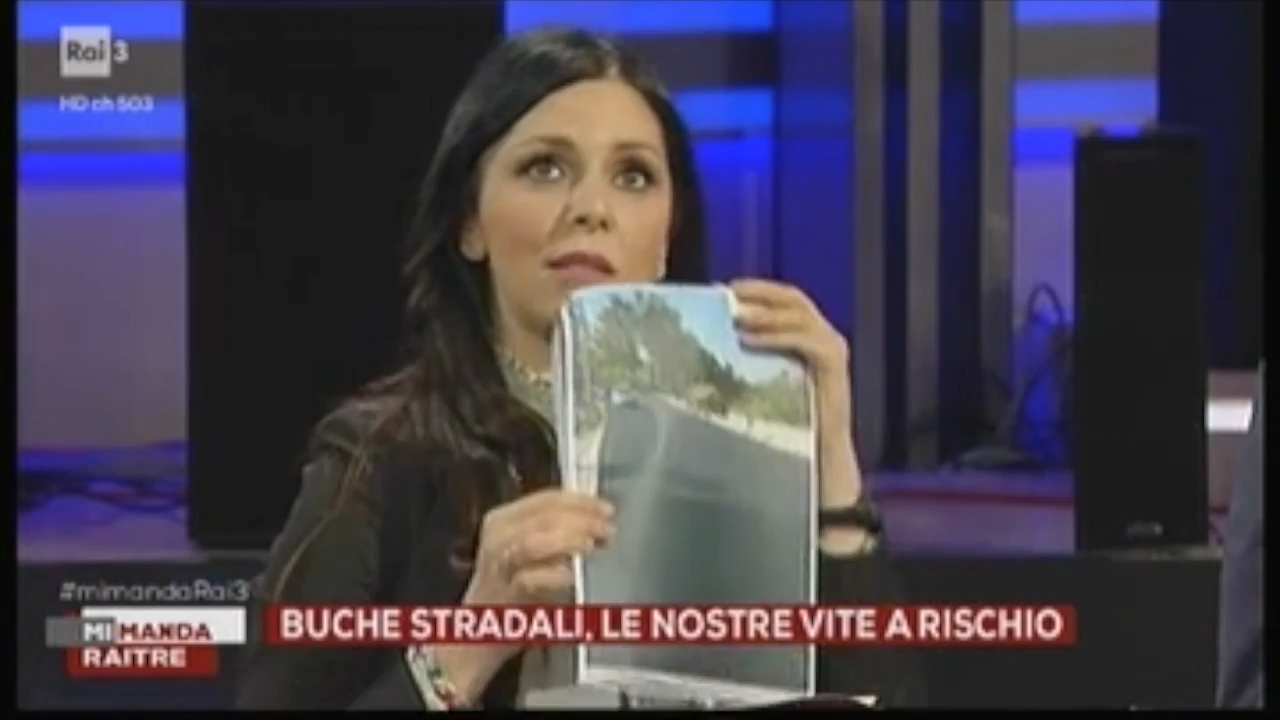 Rai 3
HD ch 503
#mimandaRai3
MI MANDA
RAITRE
BUCHE STRADALI, LE NOSTRE VITE A RISCHIO